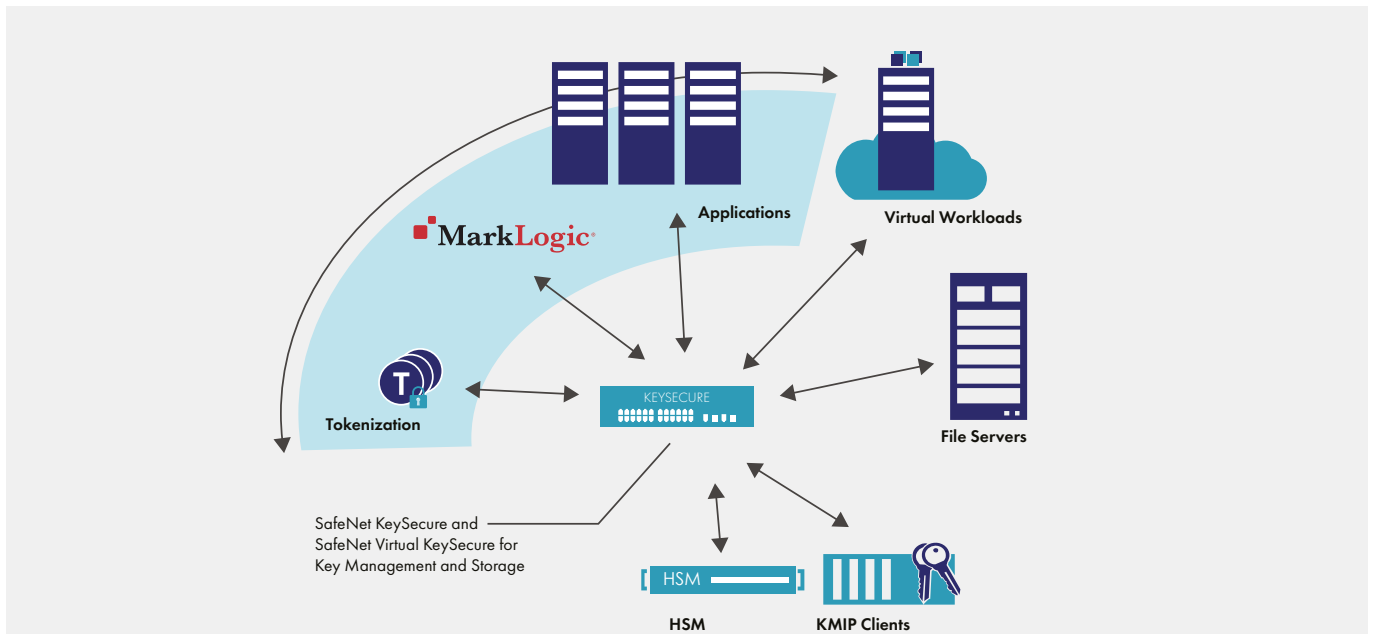 Applications
Virtual Workloads
MarkLogic®
T
Tokenization
KEYSECURE
File Servers
SafeNet KeySecure and
SafeNet Virtual KeySecure for
Key Management and Storage
HSM
HSM
KMIP Clients